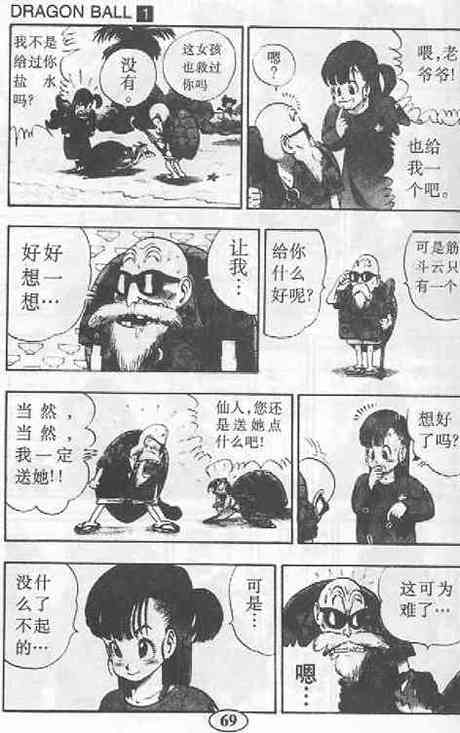 DRAGON BALL 1
喂,老
爷爷!
也给
我一
个吧。
嗯?
这女孩
也救过
你吗
没
有。
我不是
给过你
盐 水
吗?
可是筋
斗云只
有一个
给你
什么
好呢?
让
我
…
好好
想一
想…
想好
了吗?
仙人,您还
是送她点
什么吧!
当然,
当然,
我一定
送她!!
这可为
难了…
嗯
…
可
是
…
没什
么了
不起
的…
69